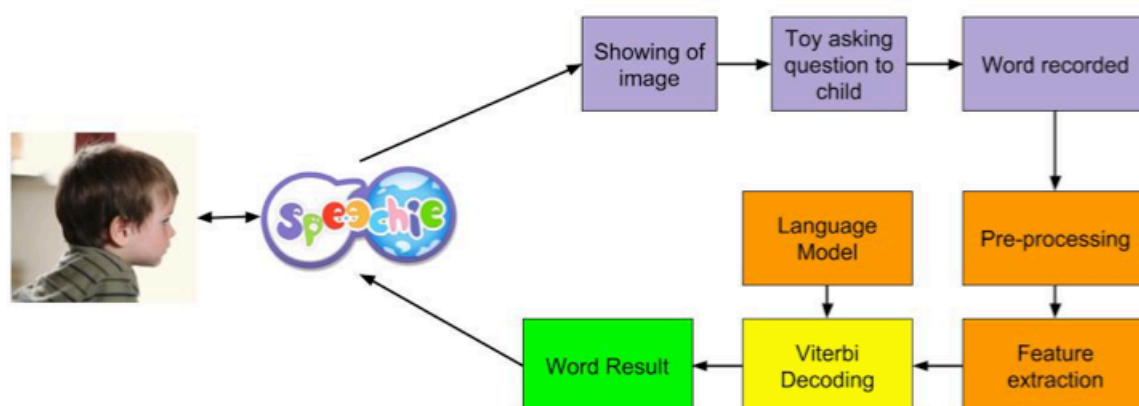 Showing of
image
Toy asking
question to
child
Word recorded
speechie
Language
Model
Pre-processing
Word Result
Viterbi
Decoding
Feature
extraction